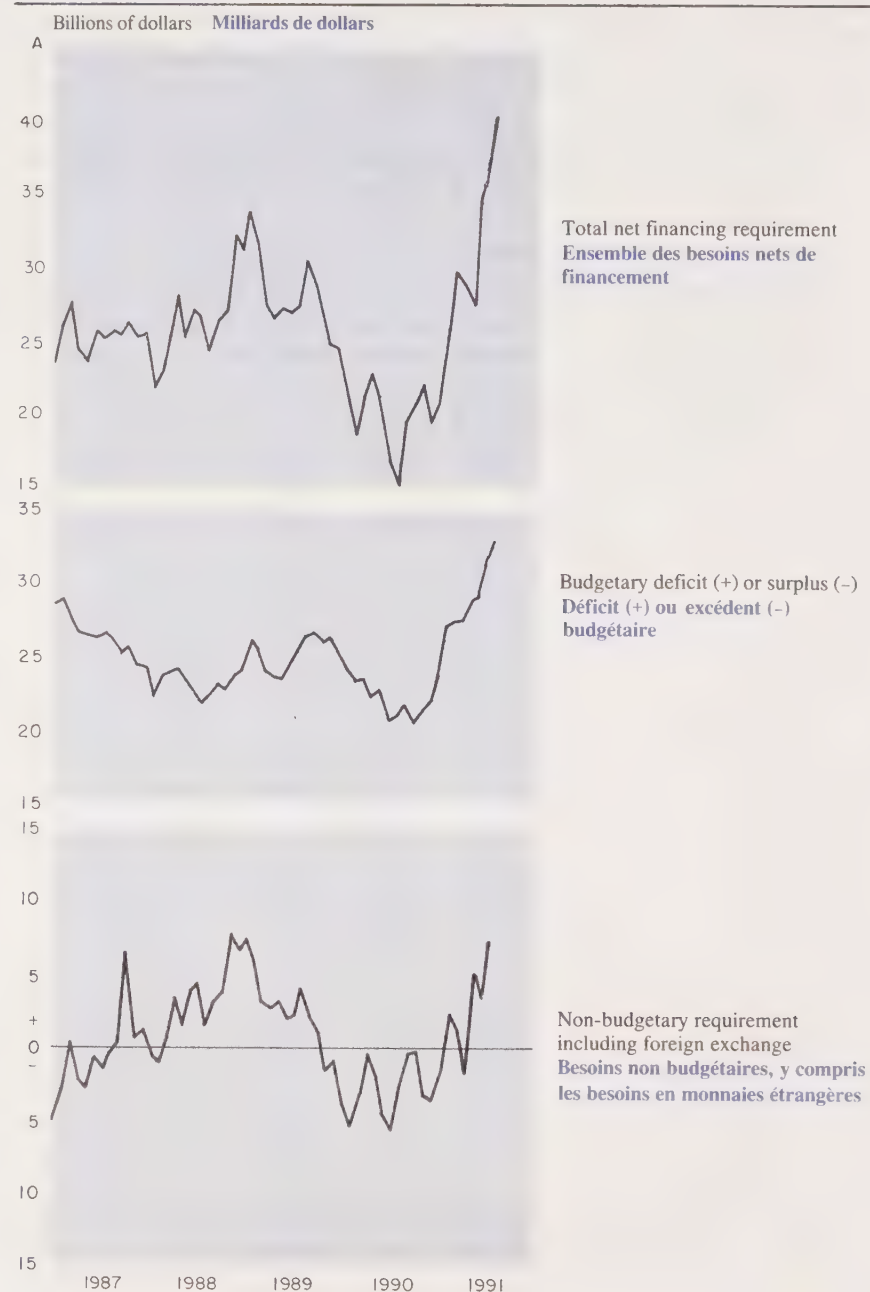 Billions of dollars Milliards de dollars
A
40
35
30
25
20
15
Total net financing requirement
Ensemble des besoins nets de
financement
35
30
25
20
15
Budgetary deficit (+) or surplus (–)
Déficit (+) ou excédent (–)
budgétaire
15
10
5
+
0
–
5
10
15
Non-budgetary requirement
including foreign exchange
Besoins non budgétaires, y compris
les besoins en monnaies étrangères
1987 1988 1989 1990 1991